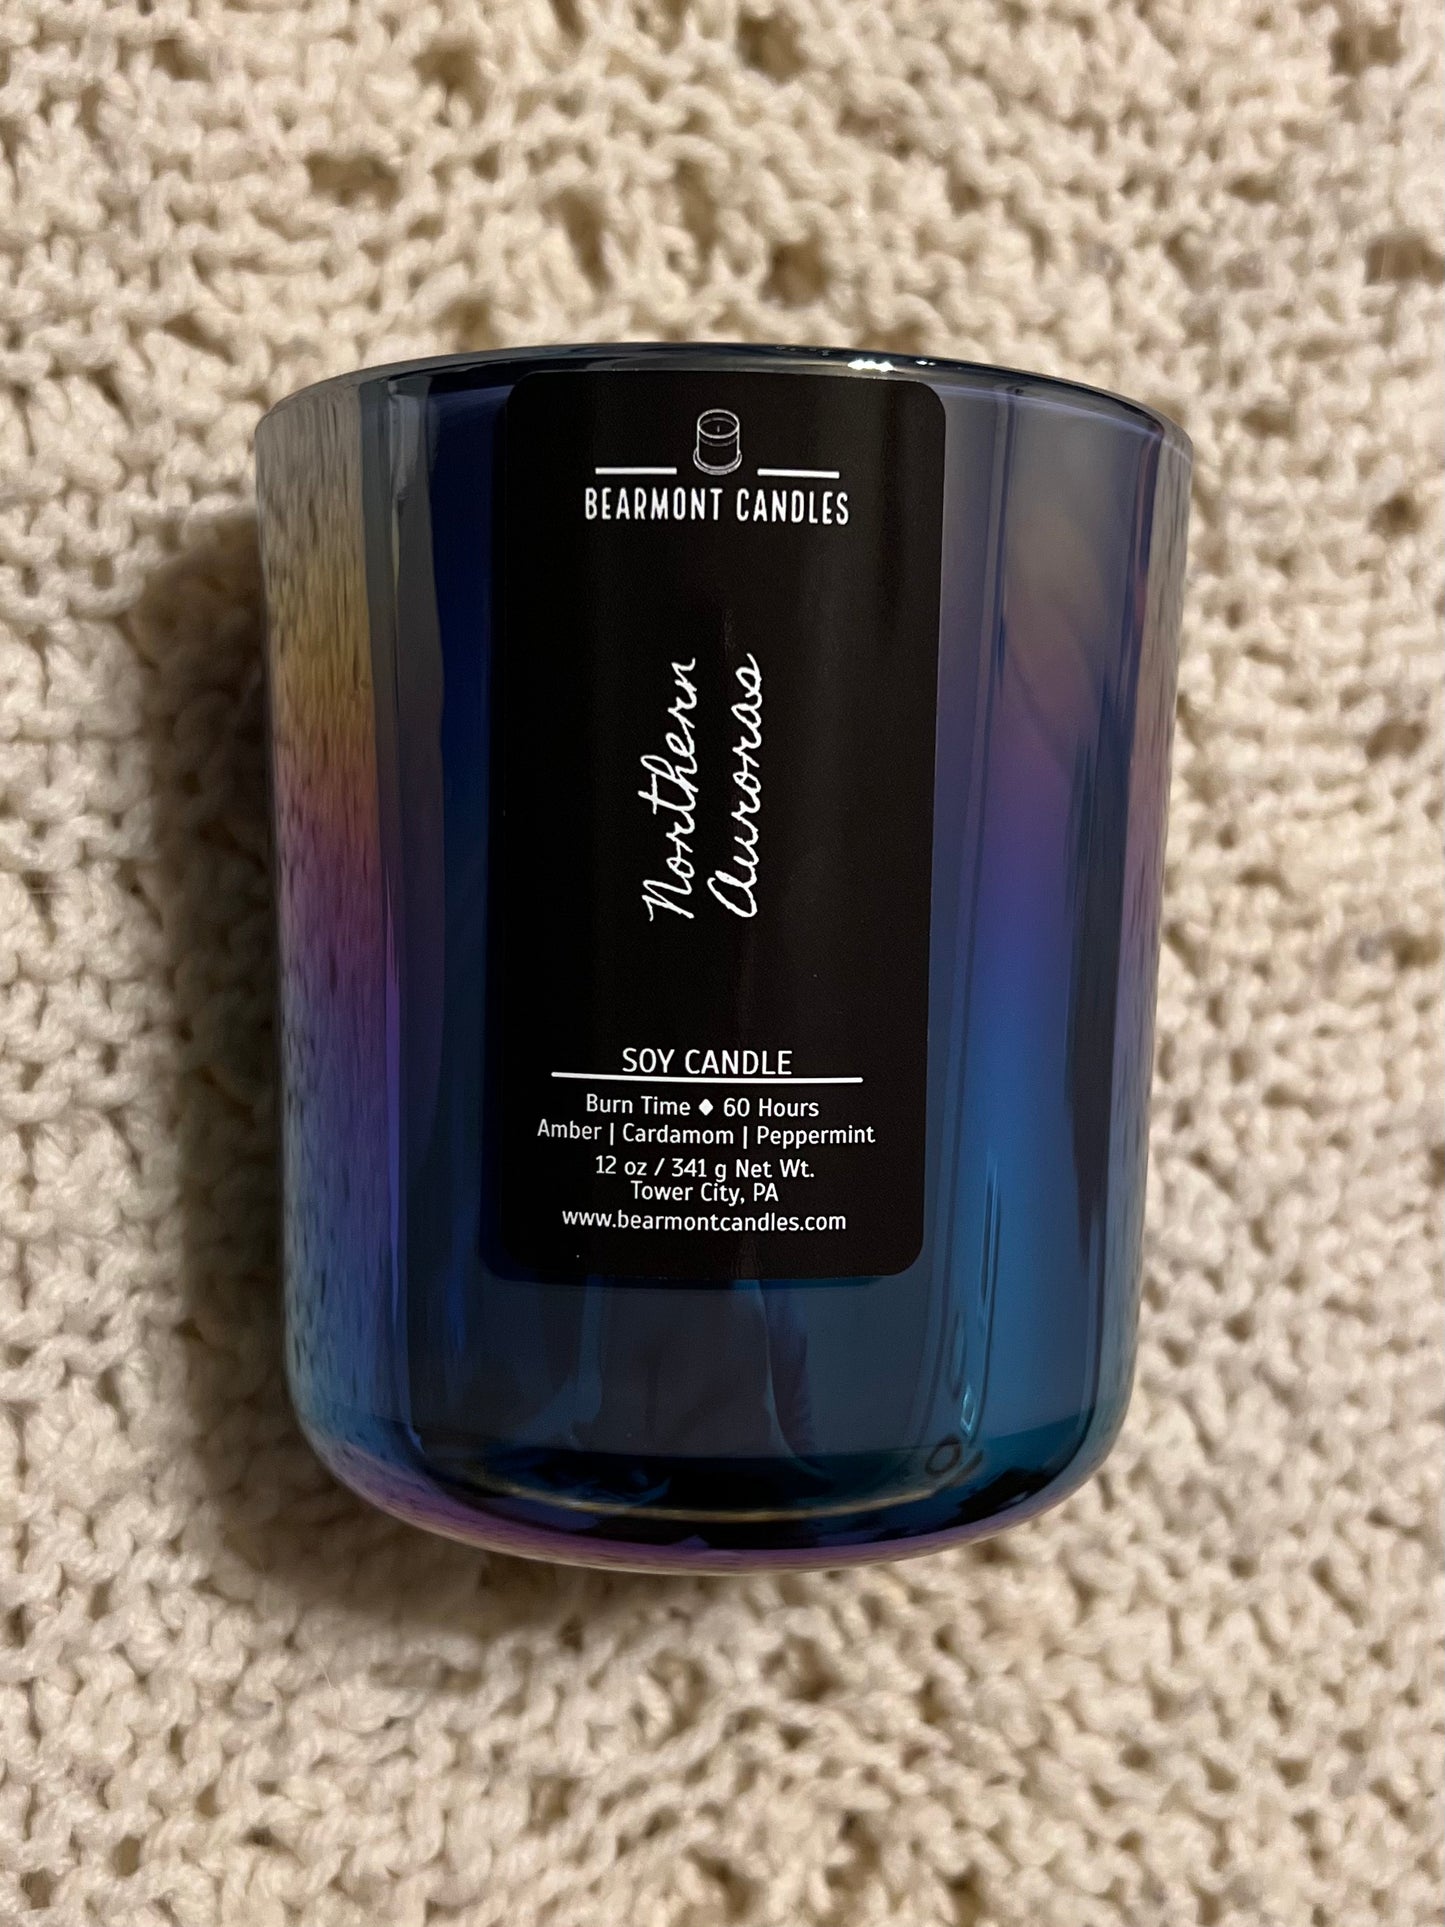 BEARMONT CANDLES
Northern
Auroras
SOY CANDLE
Burn Time ◆ 60 Hours
Amber | Cardamom | Peppermint
12 oz / 341 g Net Wt.
Tower City, PA
www.bearmontcandles.com